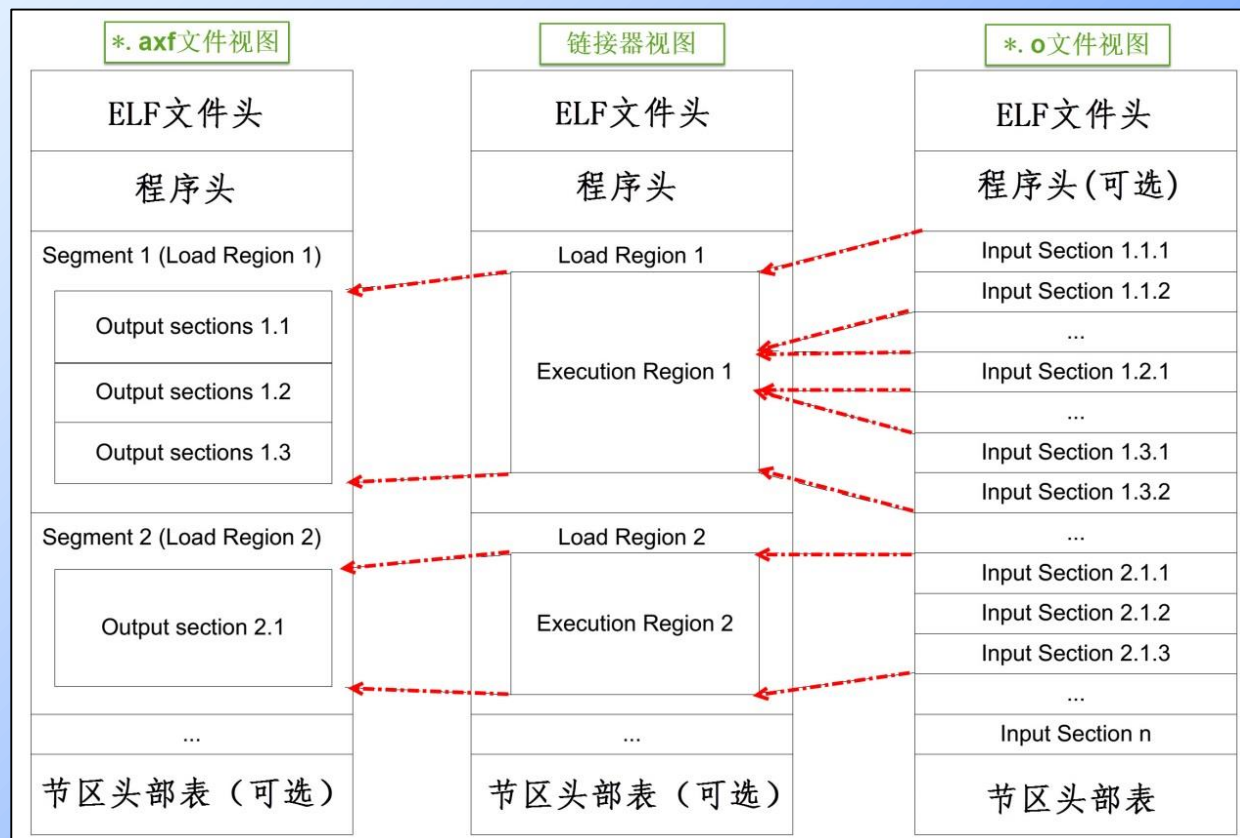 *. axf文件视图
ELF文件头
程序头
Segment 1 (Load Region 1)
Output sections 1.1
Output sections 1.2
Output sections 1.3
Segment 2 (Load Region 2)
Output section 2.1
...
节区头部表（可选）
链接器视图
ELF文件头
程序头
Load Region 1
Execution Region 1
Load Region 2
Execution Region 2
...
节区头部表（可选）
*. o文件视图
ELF文件头
程序头(可选)
Input Section 1.1.1
Input Section 1.1.2
...
Input Section 1.2.1
...
Input Section 1.3.1
Input Section 1.3.2
...
Input Section 2.1.1
Input Section 2.1.2
Input Section 2.1.3
...
Input Section n
节区头部表